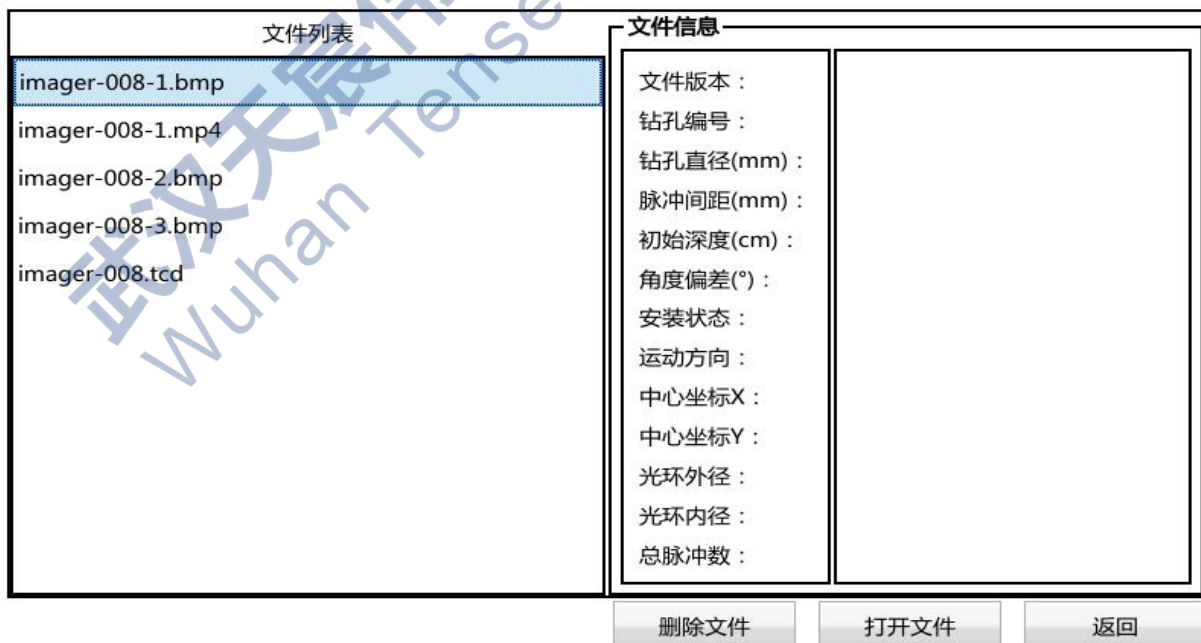 文件列表
imager-008-1.bmp
imager-008-1.mp4
imager-008-2.bmp
imager-008-3.bmp
imager-008.tcd
文件信息
文件版本：
钻孔编号：
钻孔直径(mm)：
脉冲间距(mm)：
初始深度(cm)：
角度偏差(°)：
安装状态：
运动方向：
中心坐标X：
中心坐标Y：
光环外径：
光环内径：
总脉冲数：
删除文件
打开文件
返回
武汉天宸伟
Wuhan Tense